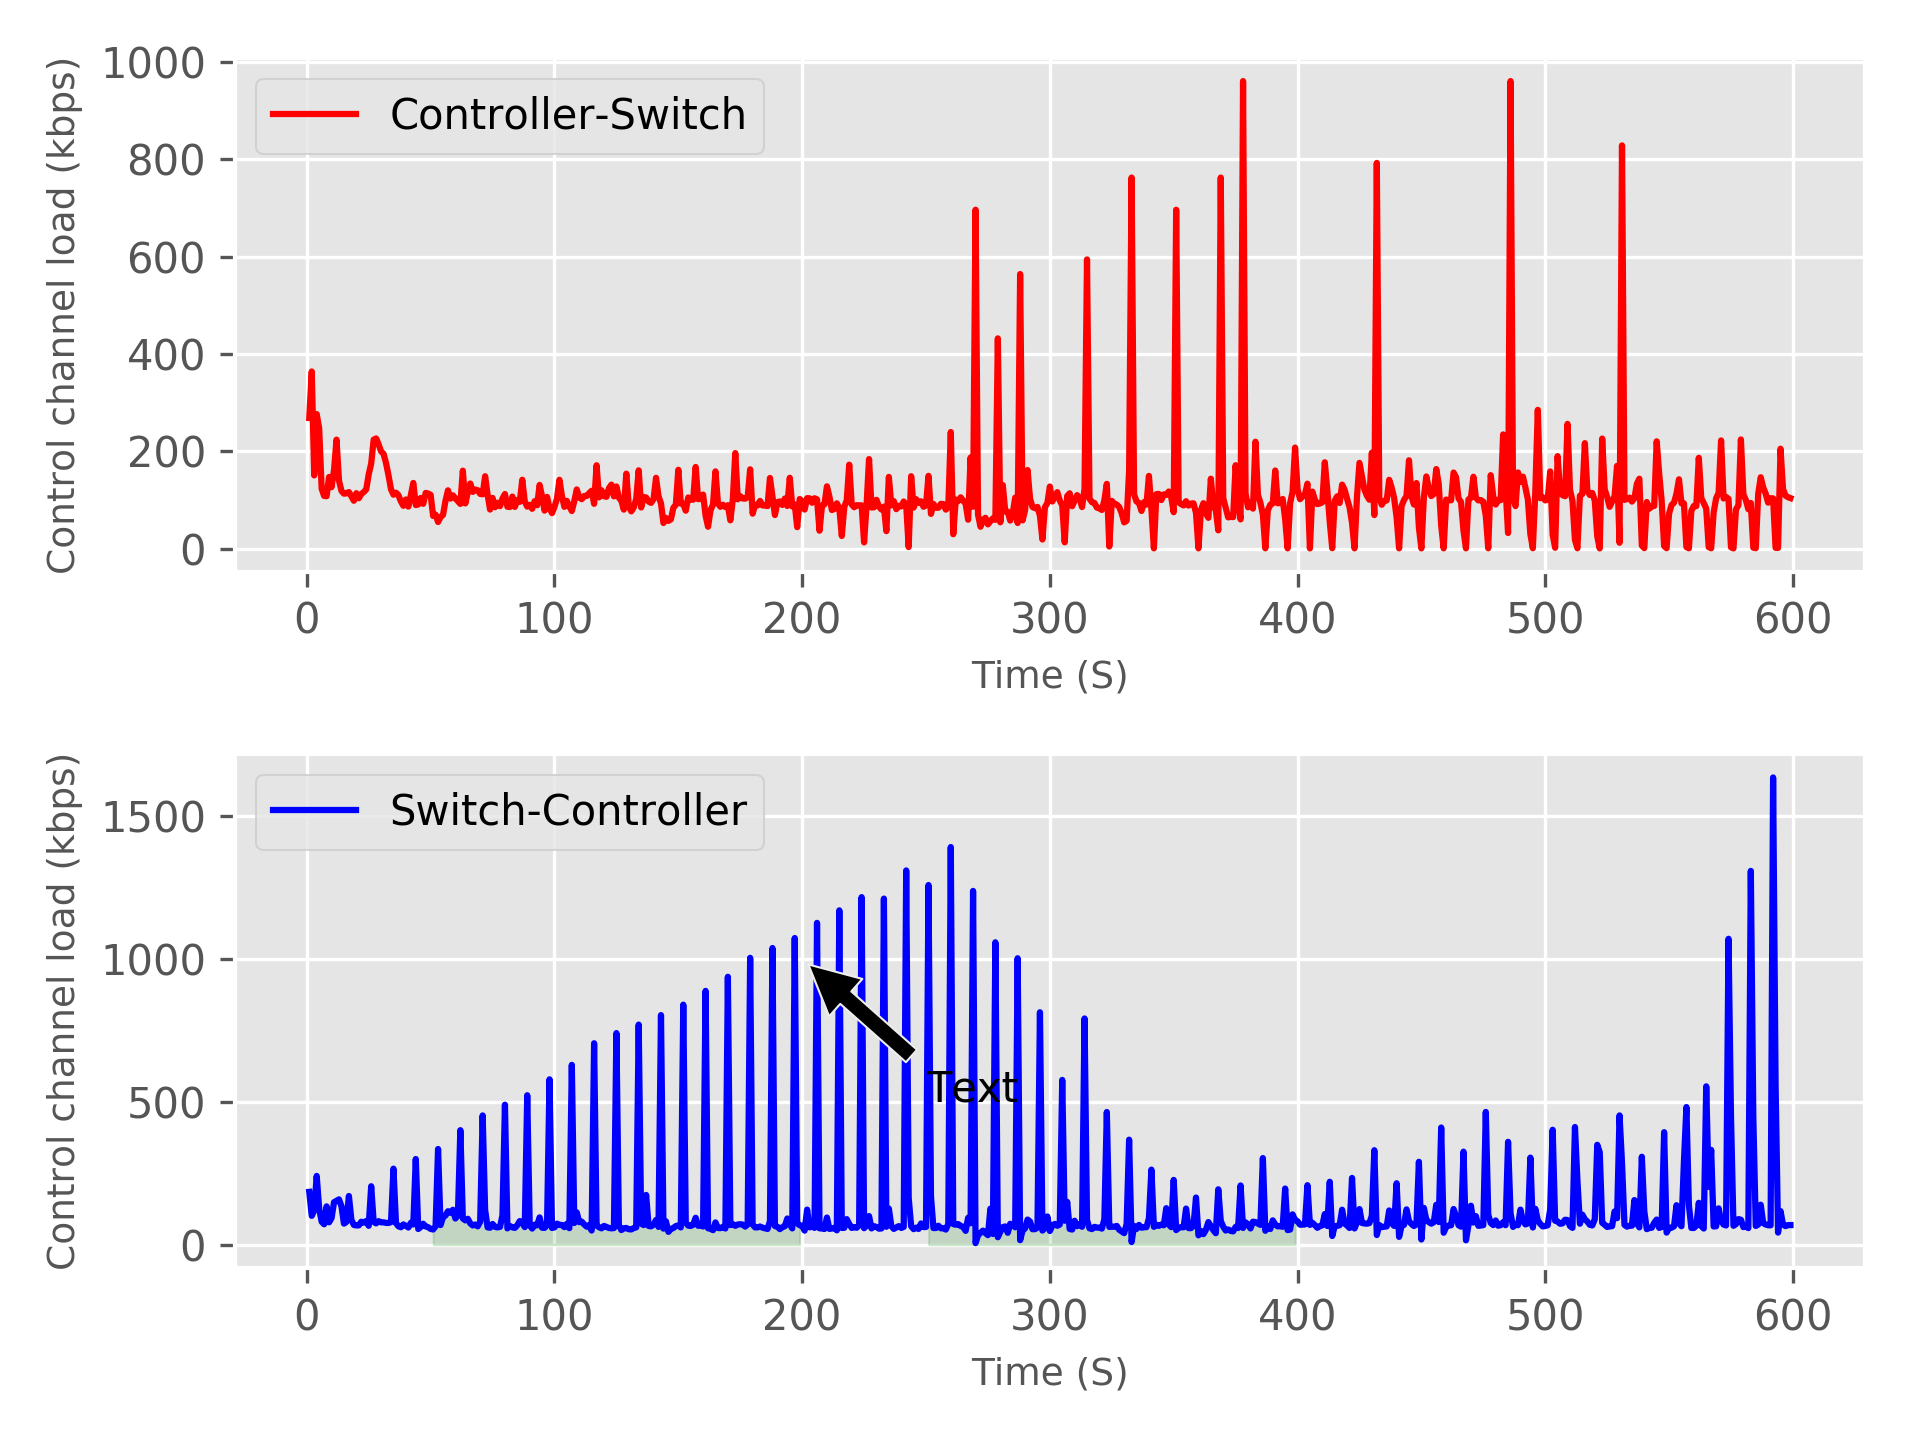 Control channel load (kbps)
1000
800
600
400
200
0
Controller-Switch
0 100 200 300 400 500 600
Time (S)
Control channel load (kbps)
1500
1000
500
0
Switch-Controller
Text
0 100 200 300 400 500 600
Time (S)